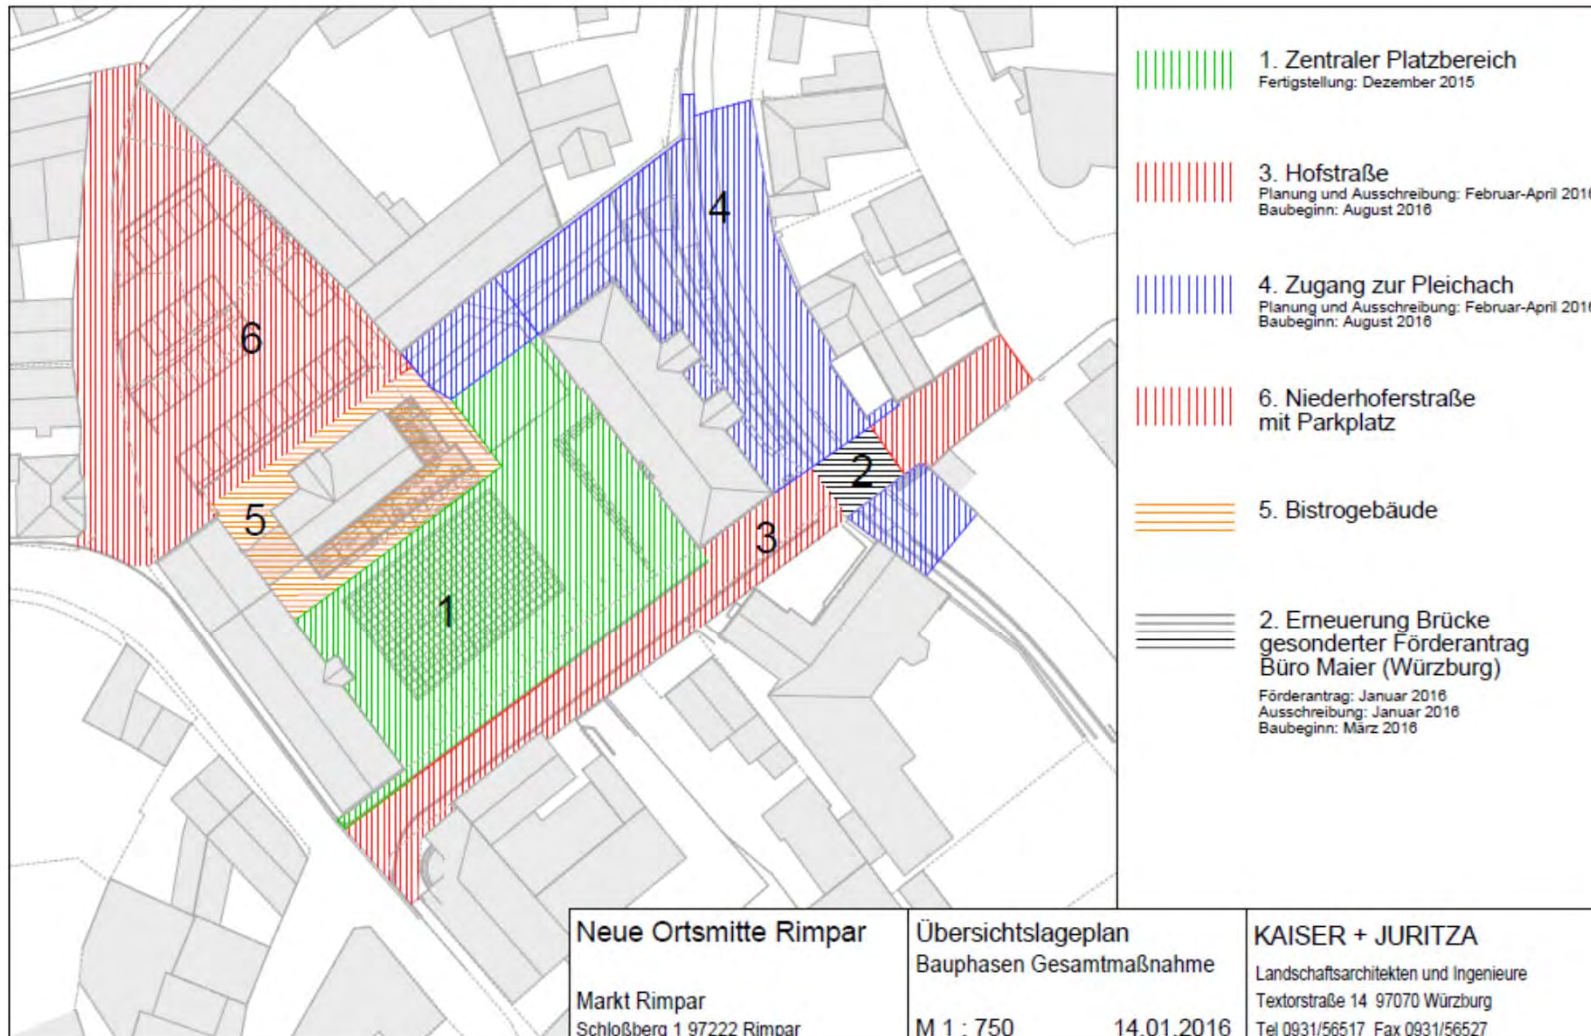 1. Zentraler Platzbereich
Fertigstellung: Dezember 2015
3. Hofstraße
Planung und Ausschreibung: Februar-April 2016
Baubeginn: August 2016
4. Zugang zur Pleichach
Planung und Ausschreibung: Februar-April 2016
Baubeginn: August 2016
6. Niederhoferstraße
mit Parkplatz
5. Bistrogebäude
2. Erneuerung Brücke
gesonderter Förderantrag
Büro Maier (Würzburg)
Förderantrag: Januar 2016
Ausschreibung: Januar 2016
Baubeginn: März 2016
4
6
2
5
3
1
Neue Ortsmitte Rimpar
Markt Rimpar
Schloßberg 1 97222 Rimpar
Übersichtslageplan
Bauphasen Gesamtmaßnahme
M 1 : 750 14.01.2016
KAISER + JURITZA
Landschaftsarchitekten und Ingenieure
Textorstraße 14 97070 Würzburg
Tel 0931/56517 Fax 0931/56527